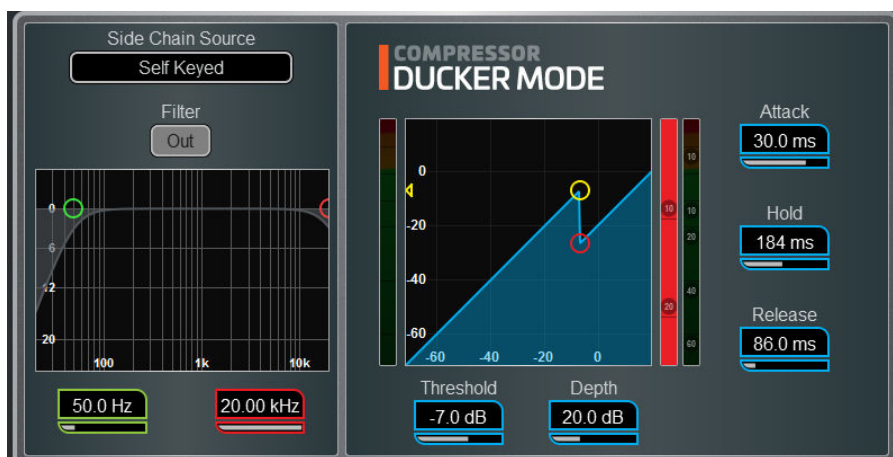 Side Chain Source
Self Keyed
Filter
Out
0
6
12
20
100 1k 10k
50.0 Hz 20.00 kHz
COMPRESSOR
DUCKER MODE
0
-20
-40
-60
-60 -40 -20 0
10
20
10
10
20
40
60
Threshold Depth
-7.0 dB 20.0 dB
Attack
30.0 ms
Hold
184 ms
Release
86.0 ms